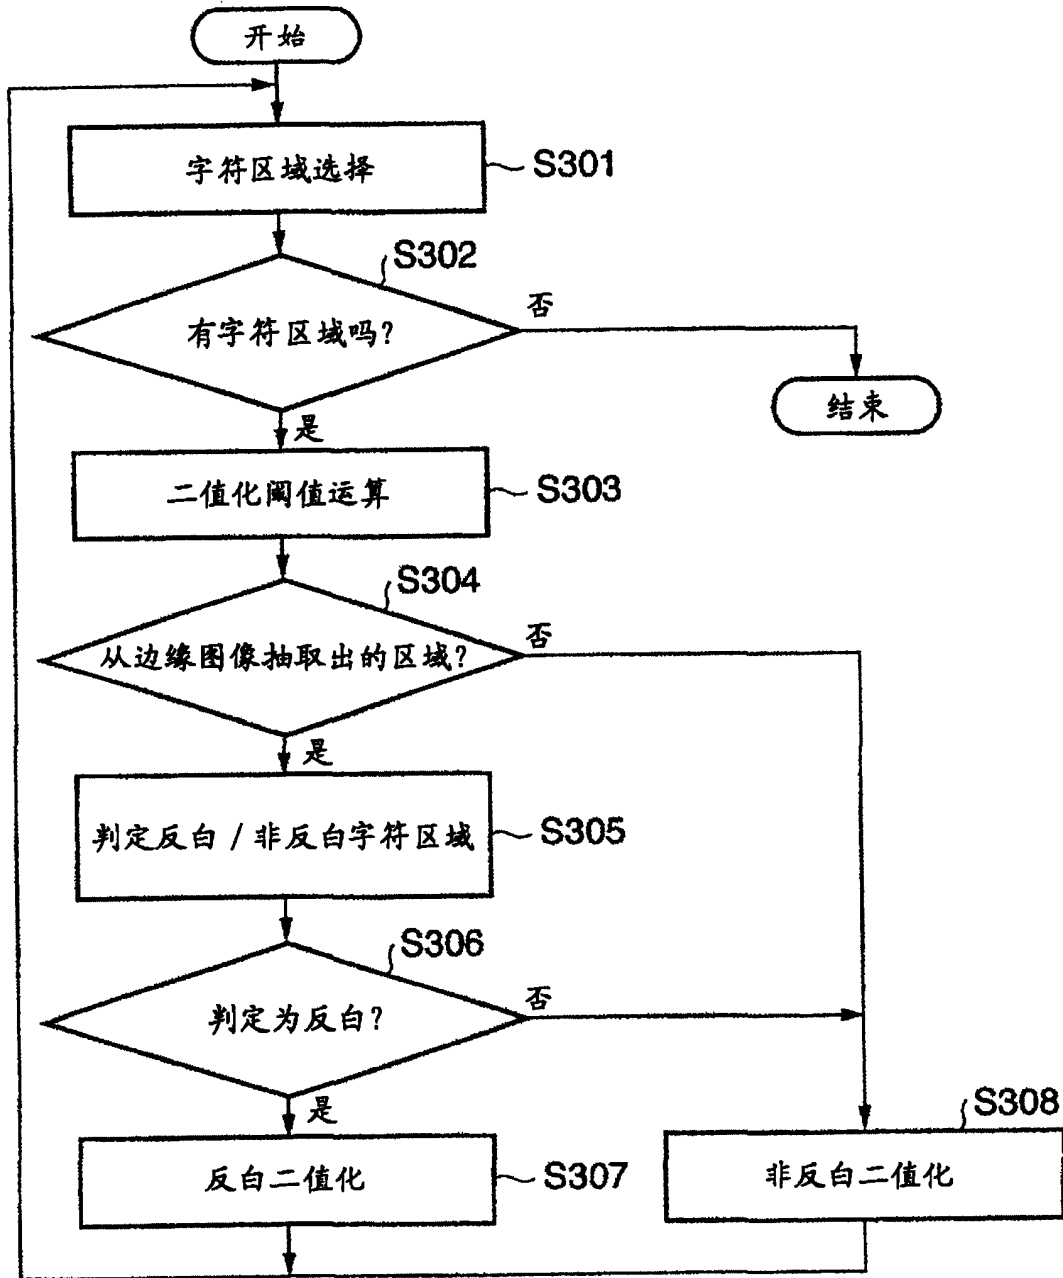 开始
字符区域选择
S301
S302
有字符区域吗?
否
结束
是
二值化阈值运算
S303
S304
从边缘图像抽取出的区域?
否
是
判定反白 / 非反白字符区域
S305
S306
判定为反白?
否
是
反白二值化
S307
S308
非反白二值化